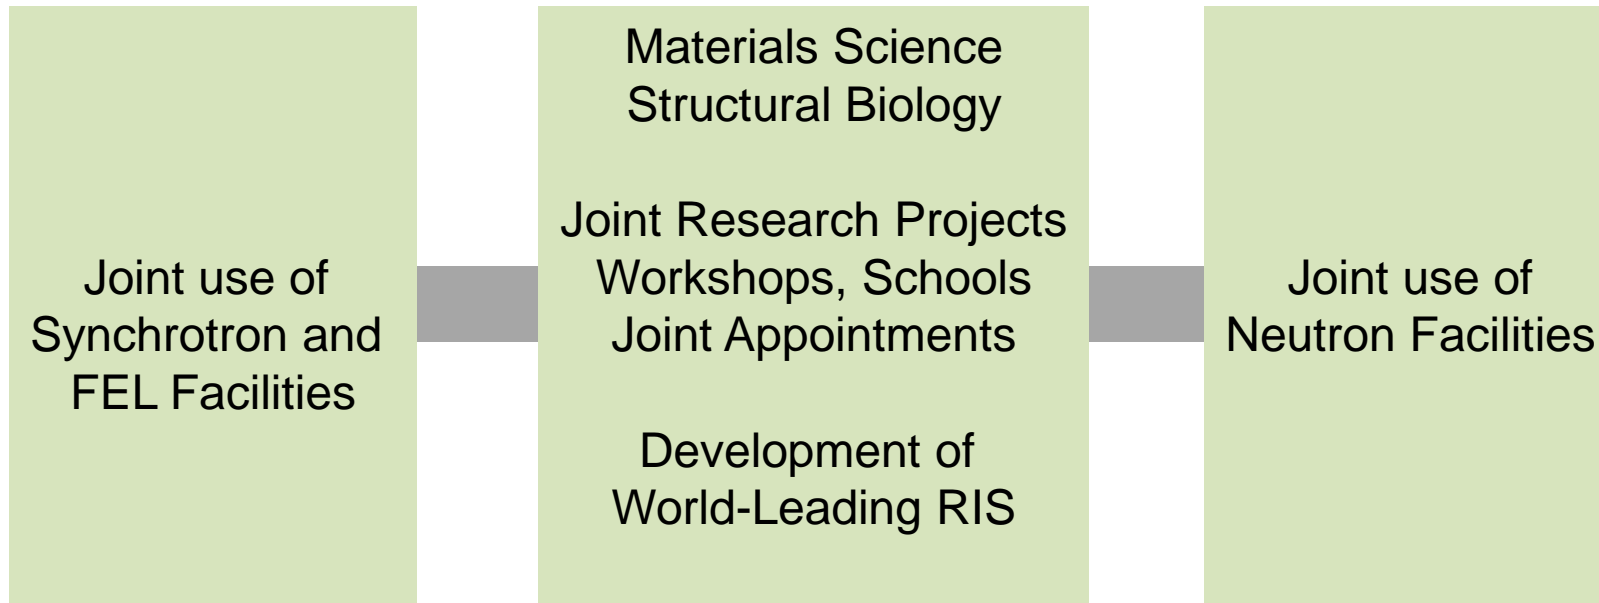 Joint use of
Synchrotron and
FEL Facilities
Materials Science
Structural Biology
Joint Research Projects
Workshops, Schools
Joint Appointments
Development of
World-Leading RIS
Joint use of
Neutron Facilities